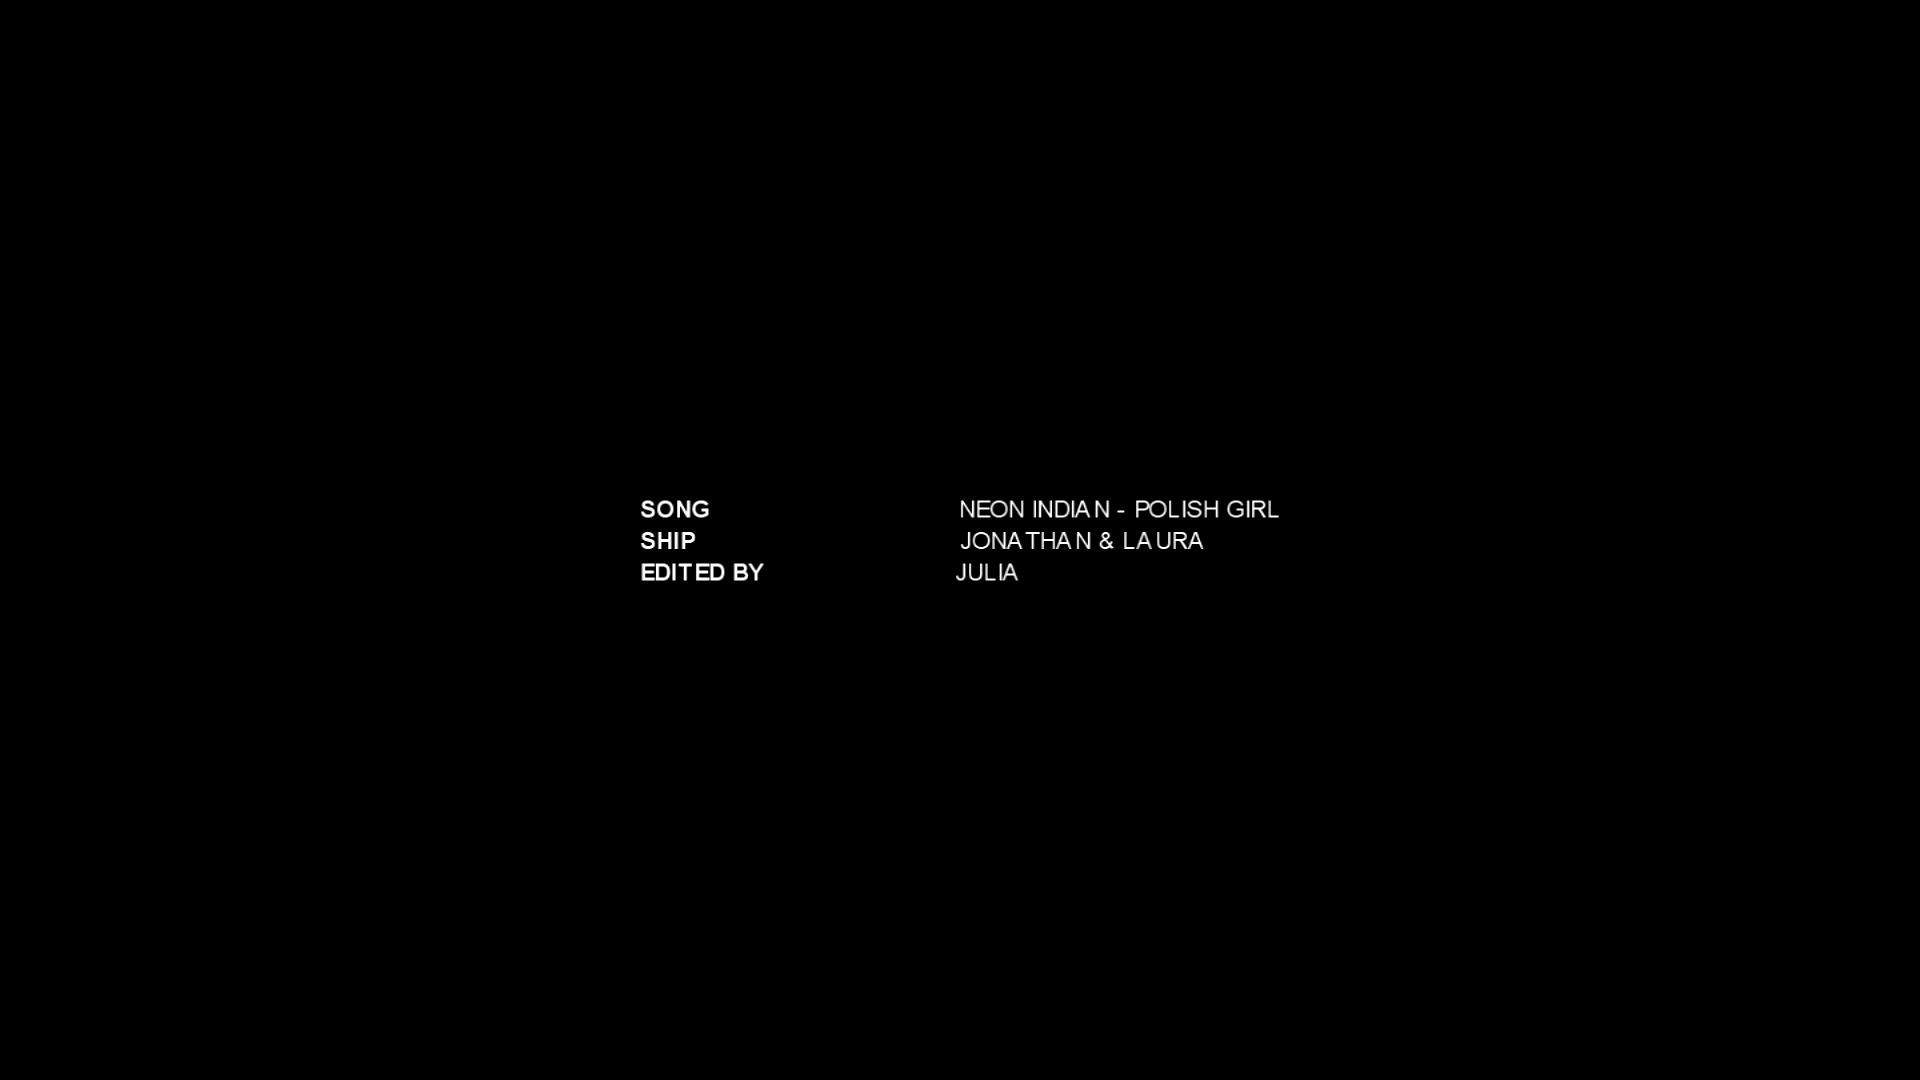 SONG NEON INDIAN - POLISH GIRL
SHIP JONATHAN & LAURA
EDITED BY JULIA